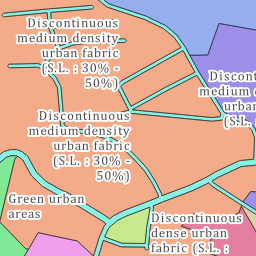 Discontinuous
medium density
urban fabric
(S.L. : 30% -
50%)
Discont
medium d
urba
(S.L.
Discontinuous
medium density
urban fabric
(S.L. : 30% -
50%)
Green urban
areas
Discontinuous
dense urban
fabric (S.L. :